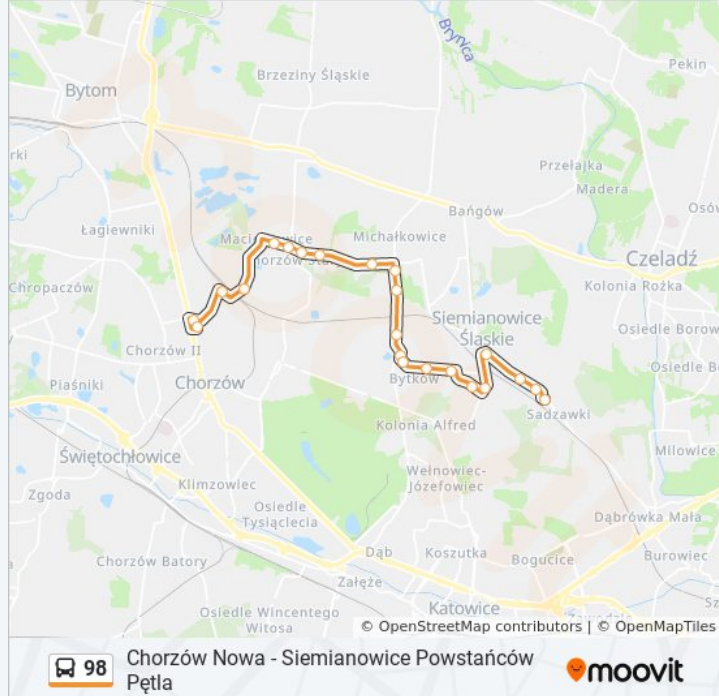 Brynica
Pekin
Brzeziny Śląskie
Bytom
rki
Przełajka
Madera
Osów
Bańgów
Łagiewniki
Maciejkowice
Michałkowice
Czeladź
Chorzów Stary
Chropaczów
Kolonia Rożka
Siemianowice
Śląskie
Osiedle Borow
Chorzów II
Osiedle B
Piaśniki
Chorzów
Bytków
Sadzawki
Kolonia Alfred
Milowice
Świętochłowice
Wełnowiec-
Józefowiec
Klimzowiec
Zgoda
Osiedle
Tysiąclecia
Dąbrówka Mała
Dąb
Koszutka
Bogucice
Burowiec
Chorzów Batory
Załęże
Sz
Osiedle Wincentego
Witosa
Katowice
Zawodzie
© OpenStreetMap contributors | © OpenMapTiles
98
Chorzów Nowa - Siemianowice Powstańców
Pętla
moovit